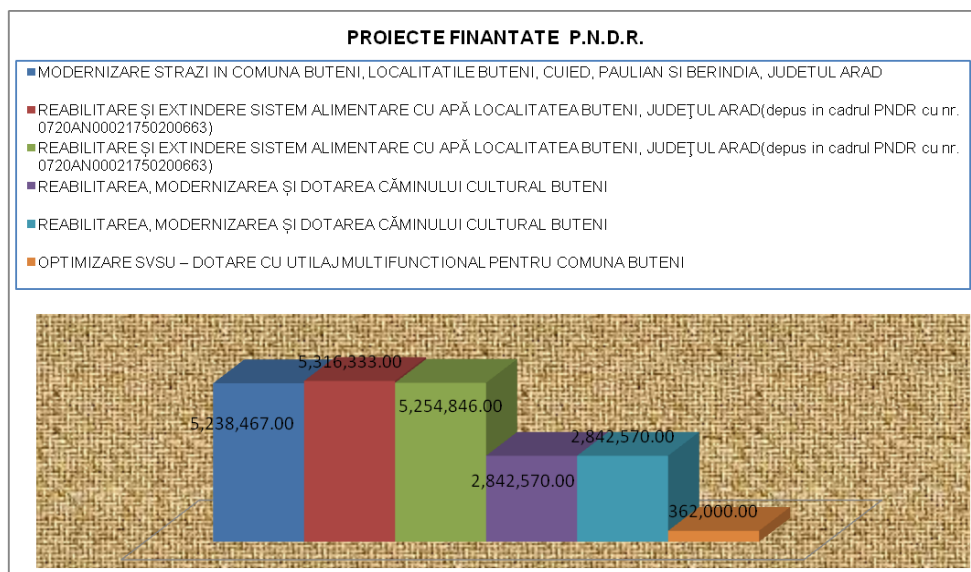 PROIECTE FINANTATE P.N.D.R.
MODERNIZARE STRAZI IN COMUNA BUTENI, LOCALITATILE BUTENI, CUIED, PAULIAN SI BERINDIA, JUDETUL ARAD
REABILITARE ȘI EXTINDERE SISTEM ALIMENTARE CU APĂ LOCALITATEA BUTENI, JUDEŢUL ARAD(depus in cadrul PNDR cu nr.
0720AN00021750200663)
REABILITARE ȘI EXTINDERE SISTEM ALIMENTARE CU APĂ LOCALITATEA BUTENI, JUDEŢUL ARAD(depus in cadrul PNDR cu nr.
0720AN00021750200663)
REABILITAREA, MODERNIZAREA ȘI DOTAREA CĂMINULUI CULTURAL BUTENI
REABILITAREA, MODERNIZAREA ȘI DOTAREA CĂMINULUI CULTURAL BUTENI
OPTIMIZARE SVSU – DOTARE CU UTILAJ MULTIFUNCTIONAL PENTRU COMUNA BUTENI
5,238,467.00
5,316,333.00
5,254,846.00
2,842,570.00
2,842,570.00
362,000.00